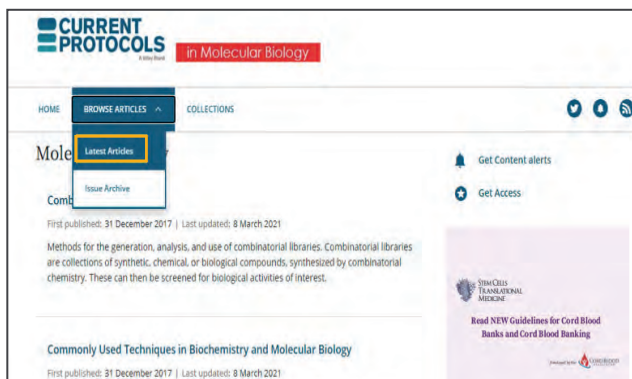 CURRENT
PROTOCOLS
A Wiley Brand
in Molecular Biology
HOME BROWSE ARTICLES COLLECTIONS
Latest Articles
Issue Archive
Mole
Comb
First published: 31 December 2017 | Last updated: 8 March 2021
Methods for the generation, analysis, and use of combinatorial libraries. Combinatorial libraries
are collections of synthetic, chemical, or biological compounds, synthesized by combinatorial
chemistry. These can then be screened for biological activities of interest.
Commonly Used Techniques in Biochemistry and Molecular Biology
First published: 31 December 2017 | Last updated: 8 March 2021
Get Content alerts
Get Access
STEM CELLS
TRANSLATIONAL
MEDICINE
Read NEW Guidelines for Cord Blood
Banks and Cord Blood Banking